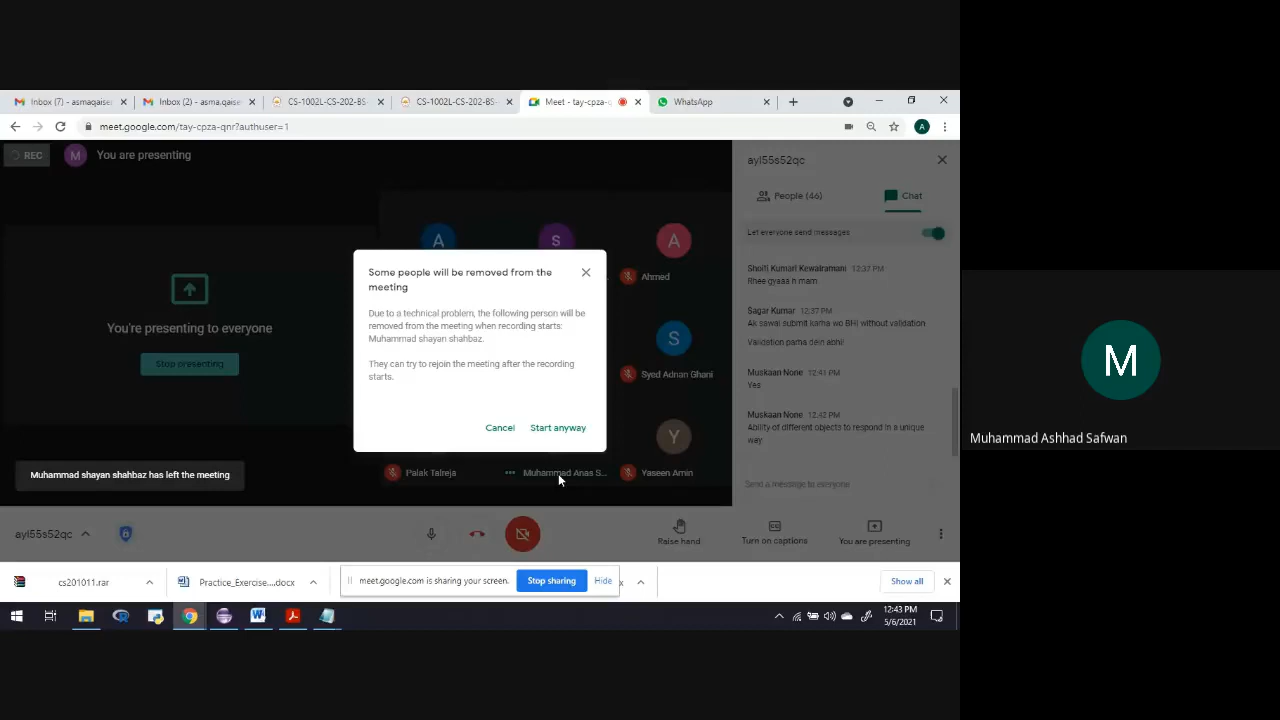 Inbox (7) - asmaqaiser
Inbox (2) - asma.qaiser
CS-1002L-CS-202-BS
CS-1002L-CS-202-BS-
Meet - tay-cpza-q
WhatsApp
meet.google.com/tay-cpza-qnr?authuser=1
A
REC
M
You are presenting
ayl55s52qc
People (46)
Chat
Let everyone send messages
A
S
A
Ahmed
Some people will be removed from the
meeting
Due to a technical problem, the following person will be
removed from the meeting when recording starts:
Muhammad shayan shahbaz.
They can try to rejoin the meeting after the recording
starts.
Cancel
Start anyway
You're presenting to everyone
Stop presenting
S
Syed Adnan Ghani
Y
Palak Talreja
Muhammad Anas S...
Yaseen Amin
Muhammad shayan shahbaz has left the meeting
Shoiti Kumari Kewalramani 12:37 PM
Rhee gyaaa h mam
Sagar Kumar 12:37 PM
Ak sawal submit karha wo BHI without validation
Validation parha dein abhi
Muskaan None 12:41 PM
Yes
Muskaan None 12:42 PM
Ability of different objects to respond in a unique
way
Send a message to everyone
M
Muhammad Ashhad Safwan
ayl55s52qc
Raise hand
Turn on captions
You are presenting
cs201011.rar
Practice_Exercise....docx
meet.google.com is sharing your screen.
Stop sharing
Hide
x
Show all
12:43 PM
5/6/2021